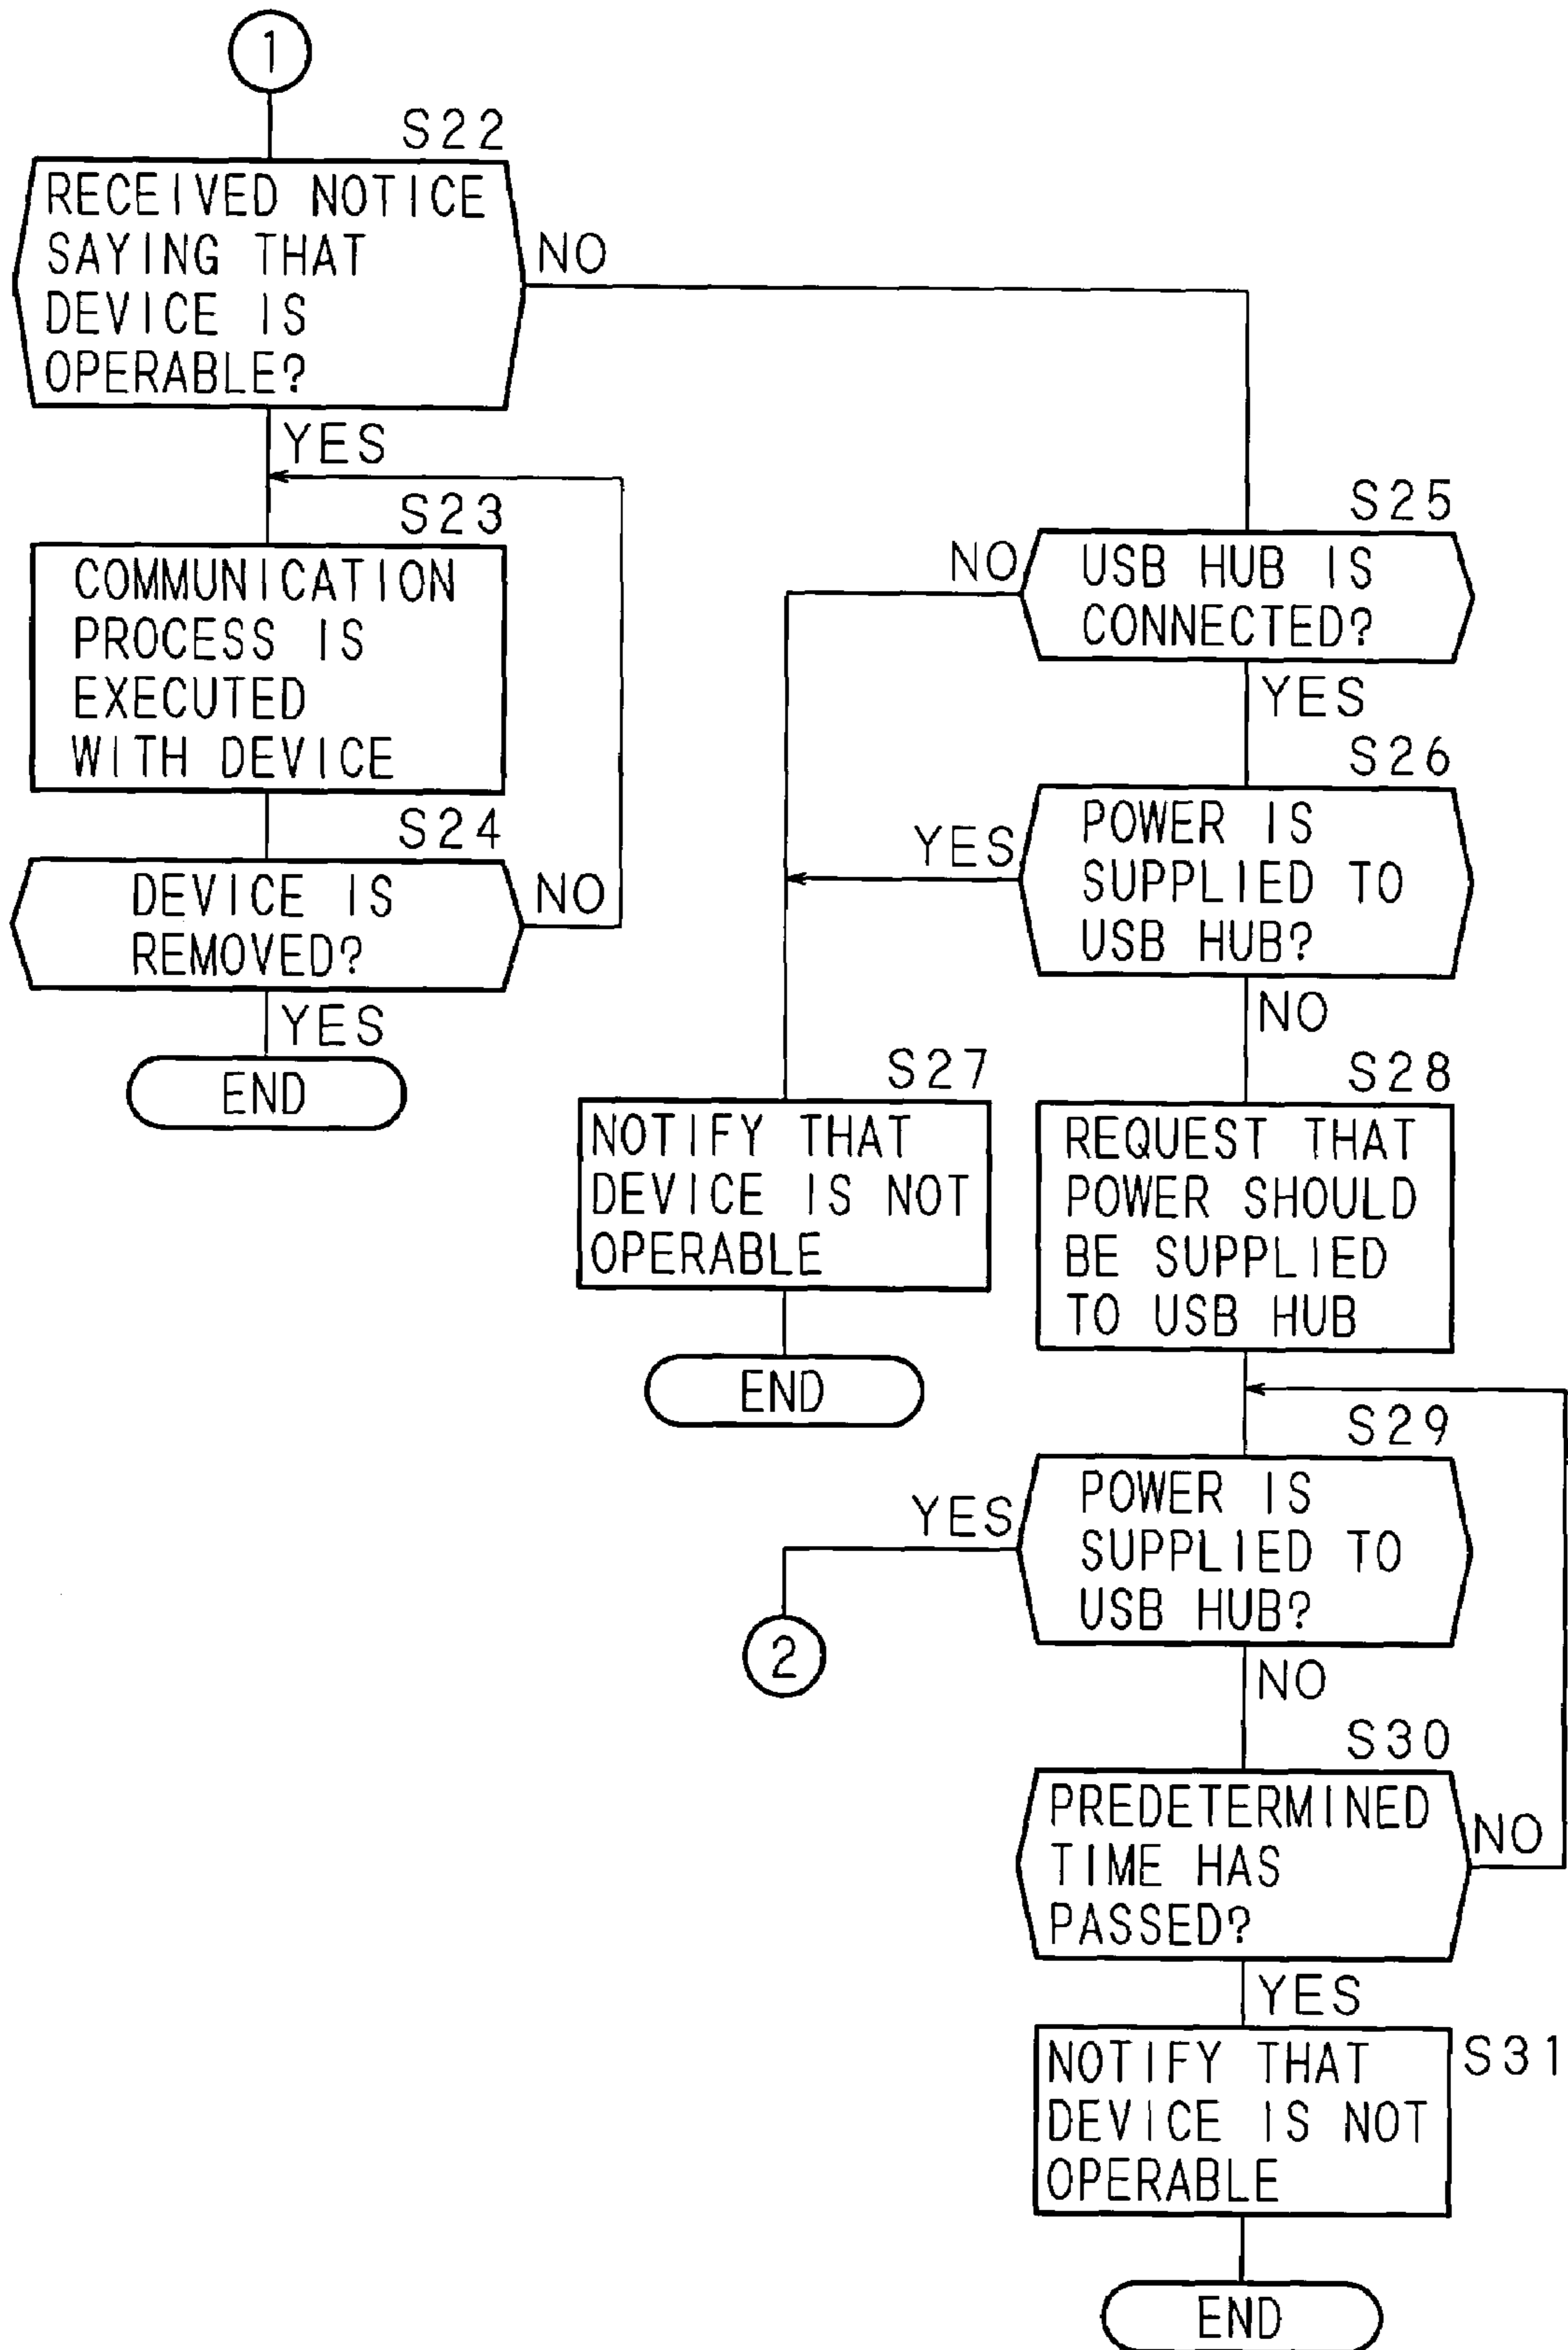 1
S22
RECEIVED NOTICE
SAYING THAT
DEVICE IS
OPERABLE?
NO
YES
S23
COMMUNICATION
PROCESS IS
EXECUTED
WITH DEVICE
S24
DEVICE IS
REMOVED?
NO
YES
END
S25
USB HUB IS
CONNECTED?
NO
YES
S26
POWER IS
SUPPLIED TO
USB HUB?
YES
NO
S27
NOTIFY THAT
DEVICE IS NOT
OPERABLE
END
S28
REQUEST THAT
POWER SHOULD
BE SUPPLIED
TO USB HUB
S29
POWER IS
SUPPLIED TO
USB HUB?
YES
2
NO
S30
PREDETERMINED
TIME HAS
PASSED?
NO
YES
S31
NOTIFY THAT
DEVICE IS NOT
OPERABLE
END